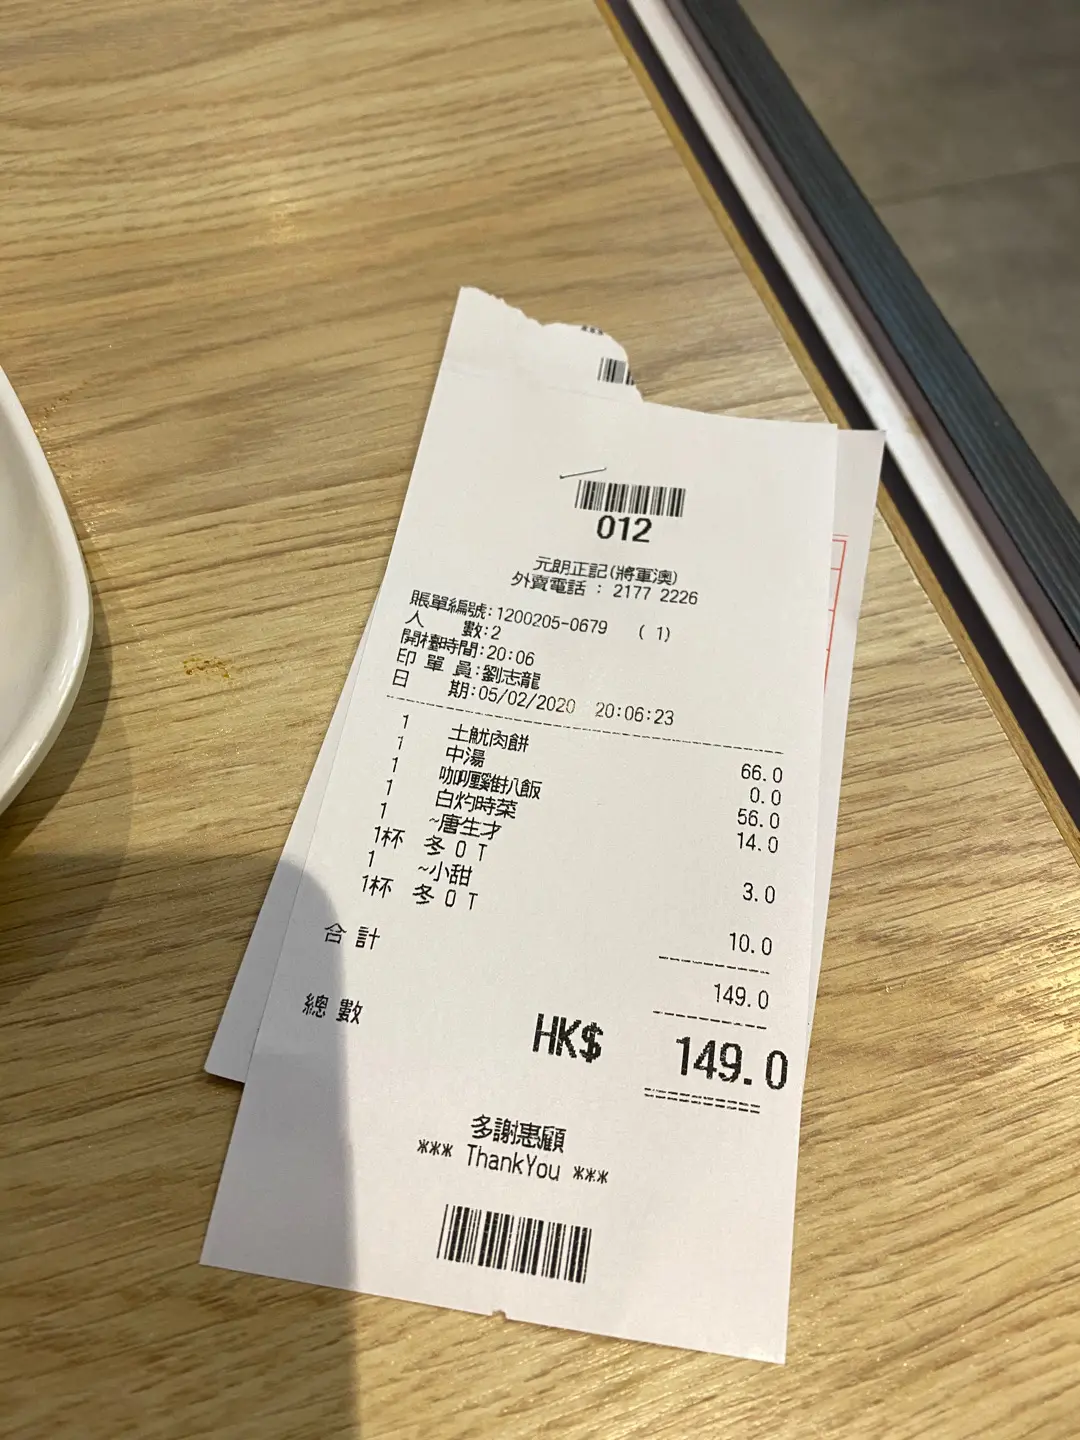 012
元朗正記(將軍澳)
外賣電話 : 2177 2226
賬單編號:1200205-0679 ( 1)
人 數:2
開檯時間:20:06
印 單 員:劉志龍
日 期:05/02/2020 20:06:23
1 土魷肉餅 66.0
1 中湯 0.0
1 咖喱雞扒飯 56.0
1 白灼時菜 14.0
1 ~唐生才
1杯 冬 O T 3.0
1 ~小甜
1杯 冬 O T 10.0
合 計 149.0
總 數 HK$ 149.0
多謝惠顧
*** ThankYou ***